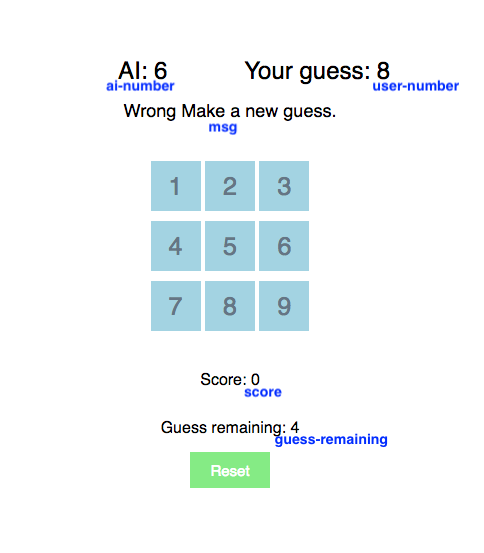 AI: 6 Your guess: 8
ai-number user-number
Wrong Make a new guess.
msg
1 2 3
4 5 6
7 8 9
Score: 0
score
Guess remaining: 4
guess-remaining
Reset